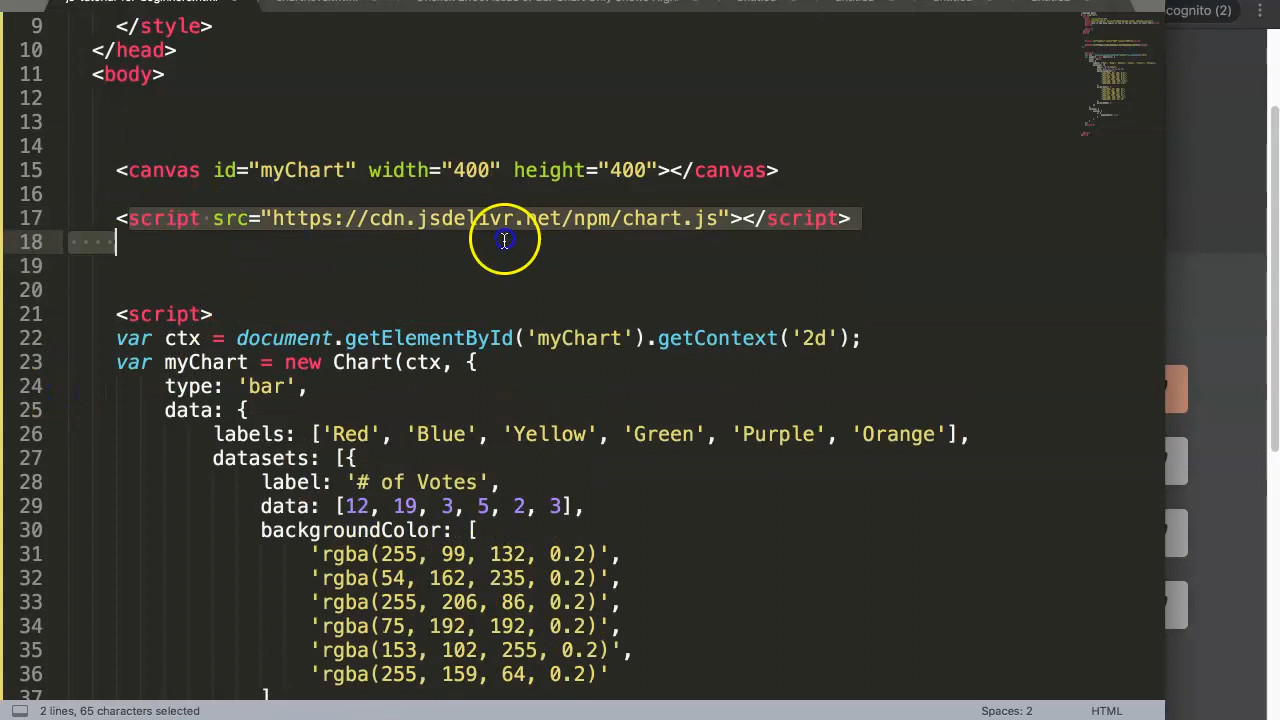 cognito (2)
9 </style>
10 </head>
11 <body>
12
13
14
15 <canvas id="myChart" width="400" height="400"></canvas>
16
17 <script src="https://cdn.jsdelivr.net/npm/chart.js"></script>
18
19
20
21 <script>
22 var ctx = document.getElementById('myChart').getContext('2d');
23 var myChart = new Chart(ctx, {
24 type: 'bar',
25 data: {
26 labels: ['Red', 'Blue', 'Yellow', 'Green', 'Purple', 'Orange'],
27 datasets: [{
28 label: '# of Votes',
29 data: [12, 19, 3, 5, 2, 3],
30 backgroundColor: [
31 'rgba(255, 99, 132, 0.2)',
32 'rgba(54, 162, 235, 0.2)',
33 'rgba(255, 206, 86, 0.2)',
34 'rgba(75, 192, 192, 0.2)',
35 'rgba(153, 102, 255, 0.2)',
36 'rgba(255, 159, 64, 0.2)'
37 ]
2 lines, 65 characters selected Spaces: 2 HTML